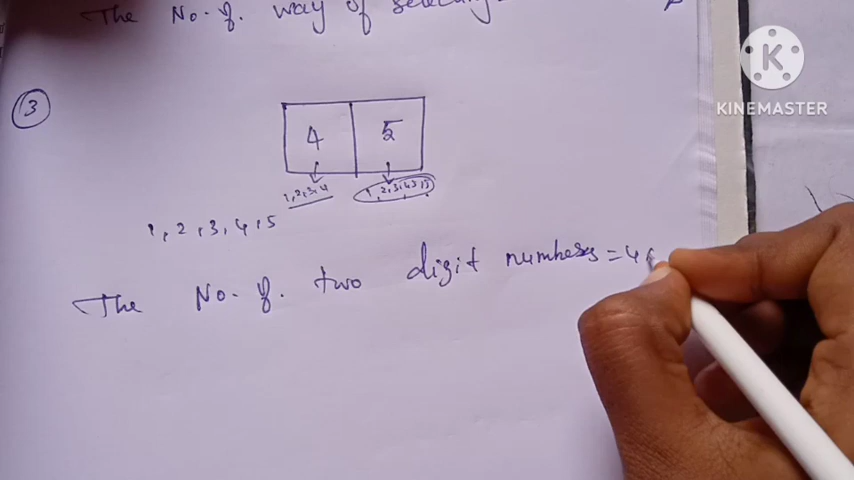 The No. of. way of selecting
3
4 5
1,2,3,4 1,2,3,4,5
1, 2, 3, 4, 5
The No. of. two digit numbers = 4
K
KINEMASTER